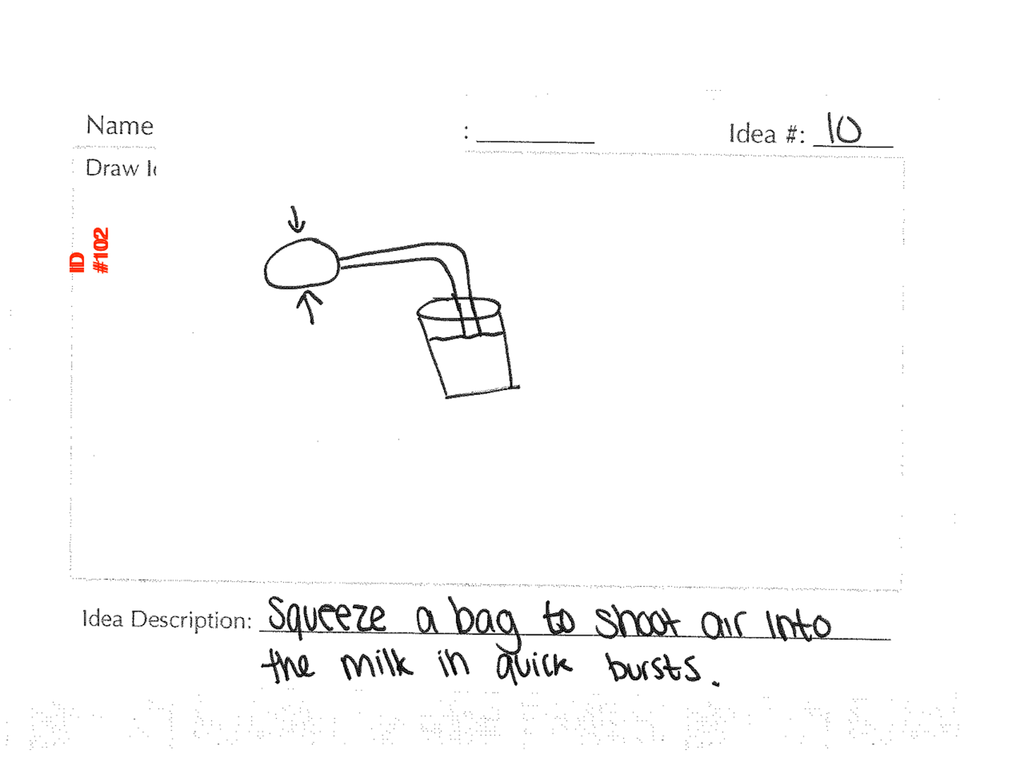 Name : Idea #: 10
Draw
ID
#102
Idea Description: Squeeze a bag to shoot air into
the milk in quick bursts.